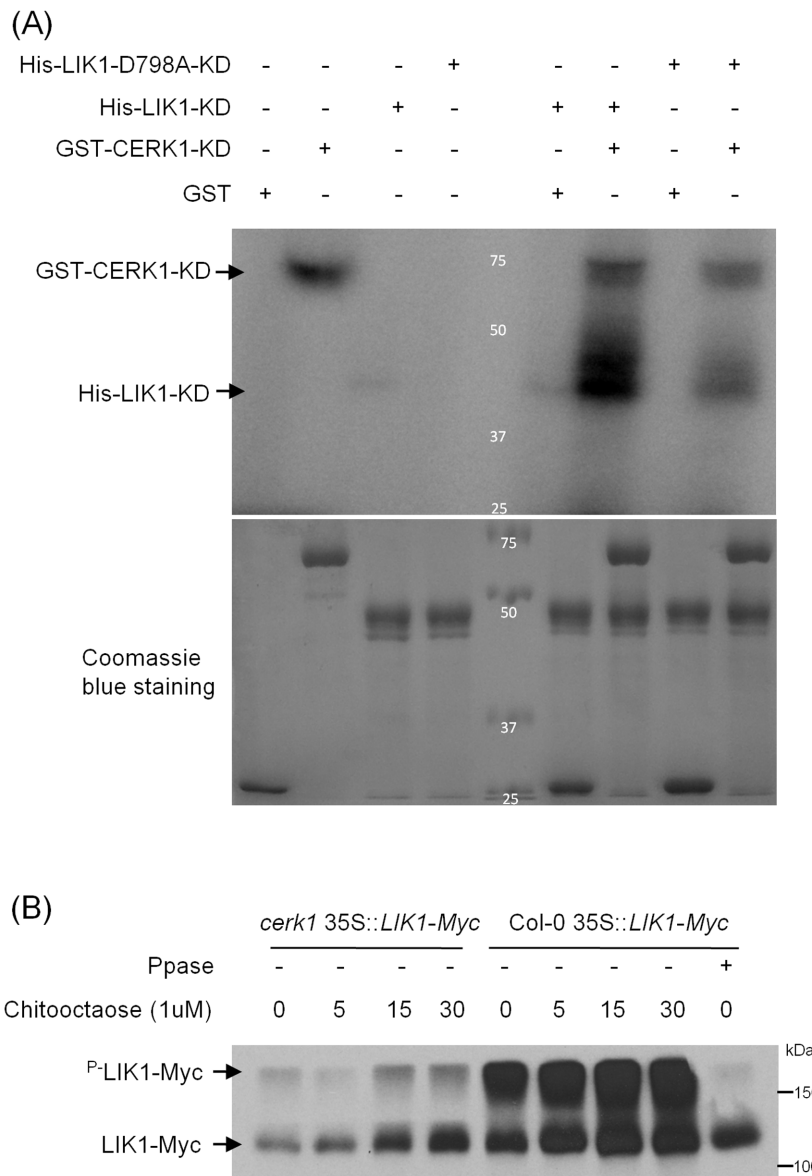 (A)
His-LIK1-D798A-KD - - - + - - + +
His-LIK1-KD - - + - + + - -
GST-CERK1-KD - + - - - + - +
GST + - - - + - + -
GST-CERK1-KD
75
50
His-LIK1-KD
37
25
75
50
Coomassie
blue staining
37
25
(B)
cerk1 35S::LIK1-Myc Col-0 35S::LIK1-Myc
Ppase - - - - - - - - +
Chitooctaose (1uM) 0 5 15 30 0 5 15 30 0
kDa
P-LIK1-Myc
150
LIK1-Myc
100